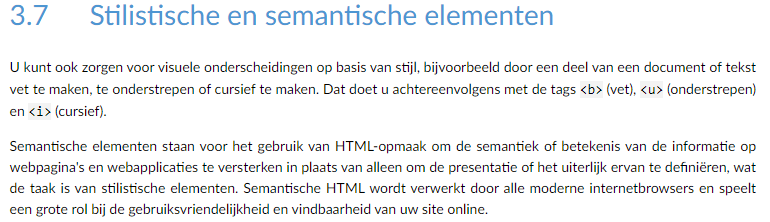 3.7 Stilistische en semantische elementen
U kunt ook zorgen voor visuele onderscheidingen op basis van stijl, bijvoorbeeld door een deel van een document of tekst
vet te maken, te onderstrepen of cursief te maken. Dat doet u achtereenvolgens met de tags <b> (vet), <u> (onderstrepen)
en <i> (cursief).
Semantische elementen staan voor het gebruik van HTML-opmaak om de semantiek of betekenis van de informatie op
webpagina's en webapplicaties te versterken in plaats van alleen om de presentatie of het uiterlijk ervan te definiëren, wat
de taak is van stilistische elementen. Semantische HTML wordt verwerkt door alle moderne internetbrowsers en speelt
een grote rol bij de gebruiksvriendelijkheid en vindbaarheid van uw site online.